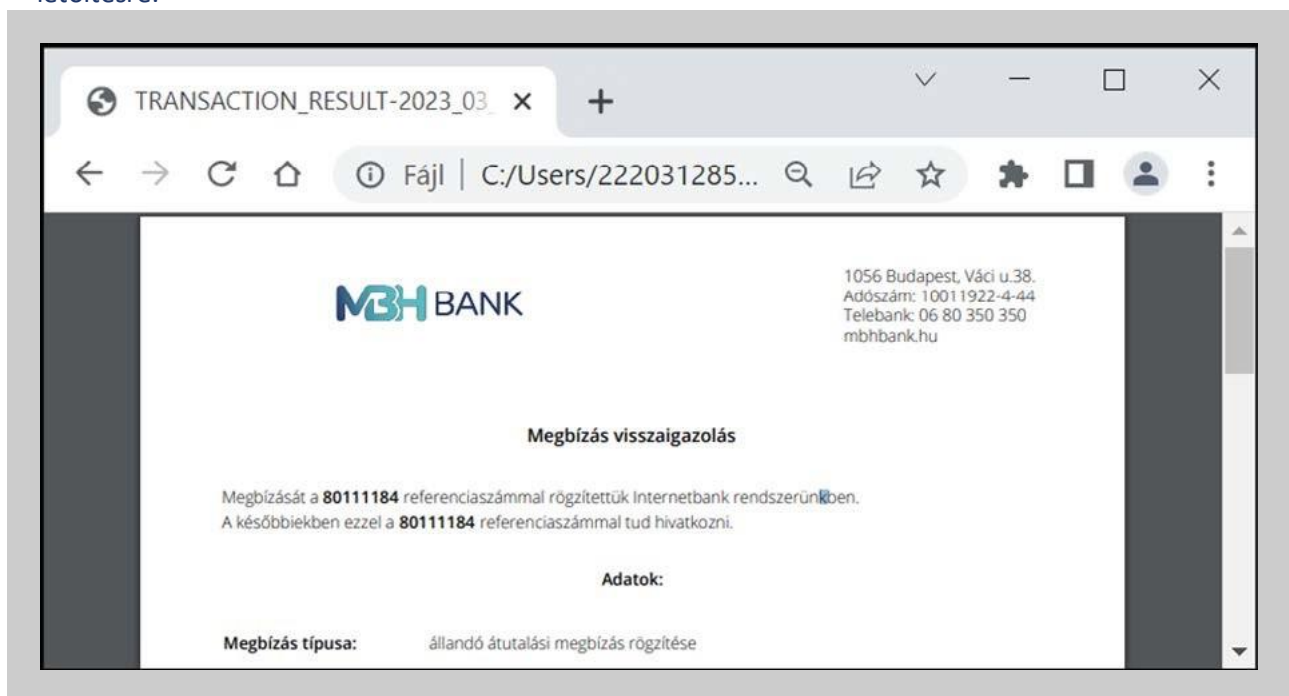 letöltésre.
TRANSACTION_RESULT-2023_03_
Fájl | C:/Users/222031285...
MBH BANK
1056 Budapest, Váci u.38.
Adószám: 10011922-4-44
Telebank: 06 80 350 350
mbhbank.hu
Megbízás visszaigazolás
Megbízását a 80111184 referenciaszámmal rögzítettük Internetbank rendszerünkben.
A későbbiekben ezzel a 80111184 referenciaszámmal tud hivatkozni.
Adatok:
Megbízás típusa: állandó átutalási megbízás rögzítése